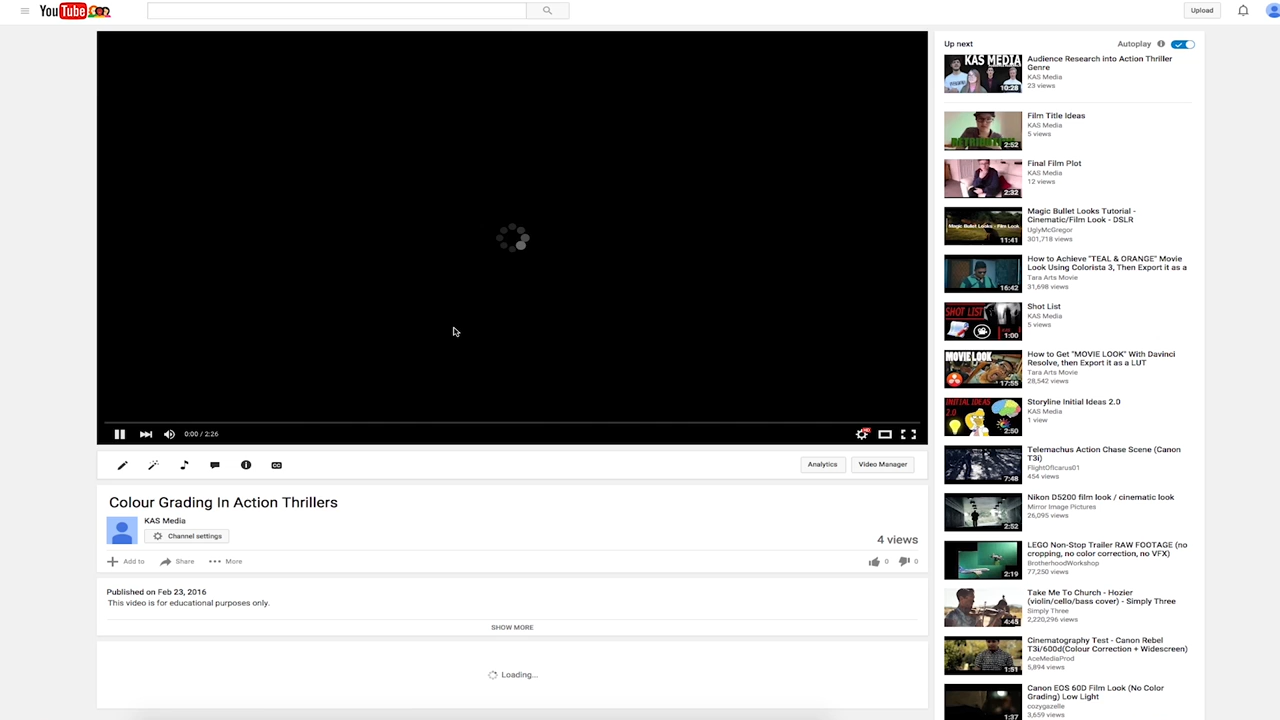 YouTube
Upload
Up next
Autoplay
KAS MEDIA
10:28
Audience Research into Action Thriller
Genre
KAS Media
23 views
RETRIBUTION
2:52
Film Title Ideas
KAS Media
5 views
2:32
Final Film Plot
KAS Media
12 views
Magic Bullet Looks - Film Look
11:41
Magic Bullet Looks Tutorial -
Cinematic/Film Look - DSLR
UglyMcGregor
301,718 views
16:42
How to Achieve "TEAL & ORANGE" Movie
Look Using Colorista 3, Then Export it as a
Tara Arts Movie
31,698 views
SHOT LIST
1:00
Shot List
KAS Media
5 views
MOVIE LOOK
17:55
How to Get "MOVIE LOOK" With Davinci
Resolve, then Export it as a LUT
Tara Arts Movie
28,542 views
INITIAL IDEAS
2.0
2:50
Storyline Initial Ideas 2.0
KAS Media
1 view
7:48
Telemachus Action Chase Scene (Canon
T3i)
FlightOfIcarus01
454 views
2:52
Nikon D5200 film look / cinematic look
Mirror Image Pictures
26,095 views
2:19
LEGO Non-Stop Trailer RAW FOOTAGE (no
cropping, no color correction, no VFX)
BrotherhoodWorkshop
77,250 views
4:45
Take Me To Church - Hozier
(violin/cello/bass cover) - Simply Three
Simply Three
2,220,296 views
1:51
Cinematography Test - Canon Rebel
T3i/600d(Colour Correction + Widescreen)
AceMediaProd
5,894 views
1:37
Canon EOS 60D Film Look (No Color
Grading) Low Light
cozygazelle
3,659 views
0:00 / 2:26
HD
CC
Analytics
Video Manager
Colour Grading In Action Thrillers
KAS Media
Channel settings
4 views
Add to
Share
More
0
0
Published on Feb 23, 2016
This video is for educational purposes only.
SHOW MORE
Loading...